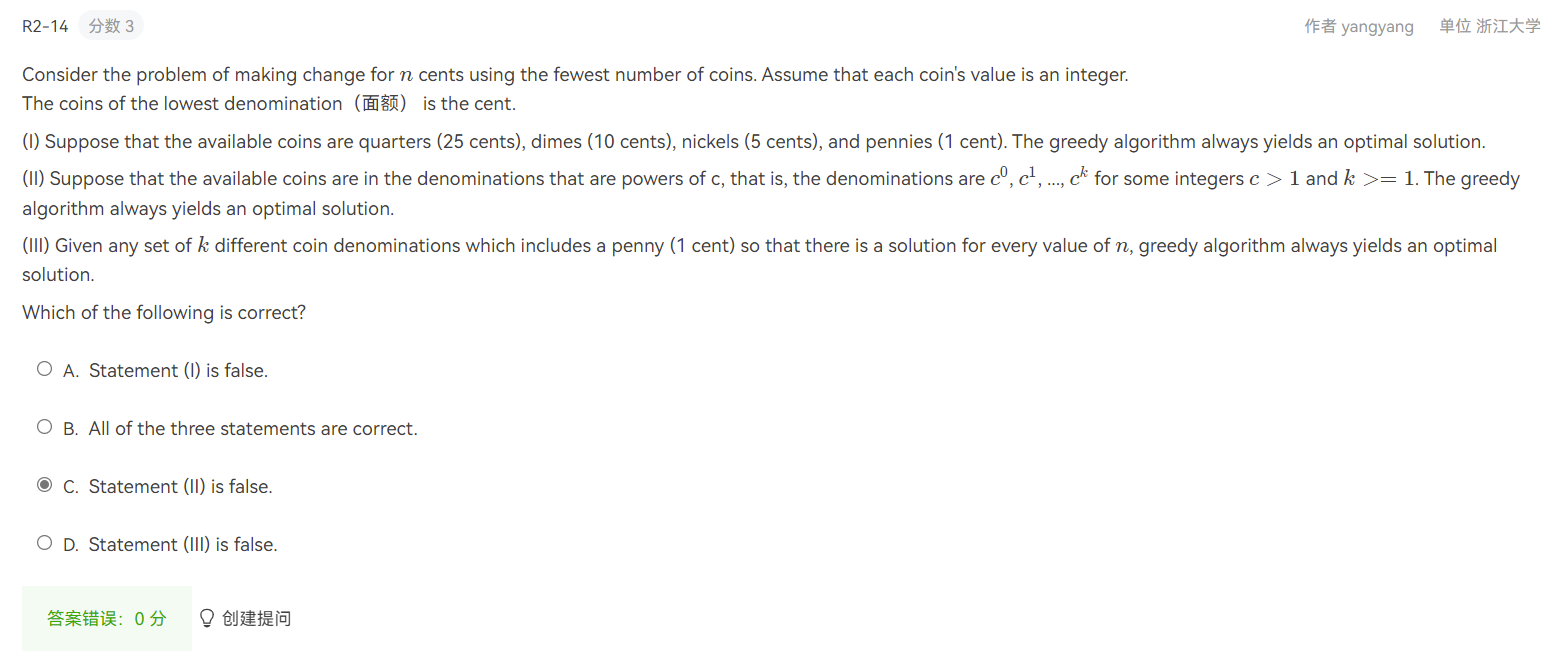 R2-14 分数 3 作者 yangyang 单位 浙江大学
Consider the problem of making change for n cents using the fewest number of coins. Assume that each coin's value is an integer.
The coins of the lowest denomination（面额） is the cent.
(I) Suppose that the available coins are quarters (25 cents), dimes (10 cents), nickels (5 cents), and pennies (1 cent). The greedy algorithm always yields an optimal solution.
(II) Suppose that the available coins are in the denominations that are powers of c, that is, the denominations are c⁰, c¹, ..., cᵏ for some integers c > 1 and k >= 1. The greedy
algorithm always yields an optimal solution.
(III) Given any set of k different coin denominations which includes a penny (1 cent) so that there is a solution for every value of n, greedy algorithm always yields an optimal
solution.
Which of the following is correct?
A. Statement (I) is false.
B. All of the three statements are correct.
C. Statement (II) is false.
D. Statement (III) is false.
答案错误：0 分 创建提问